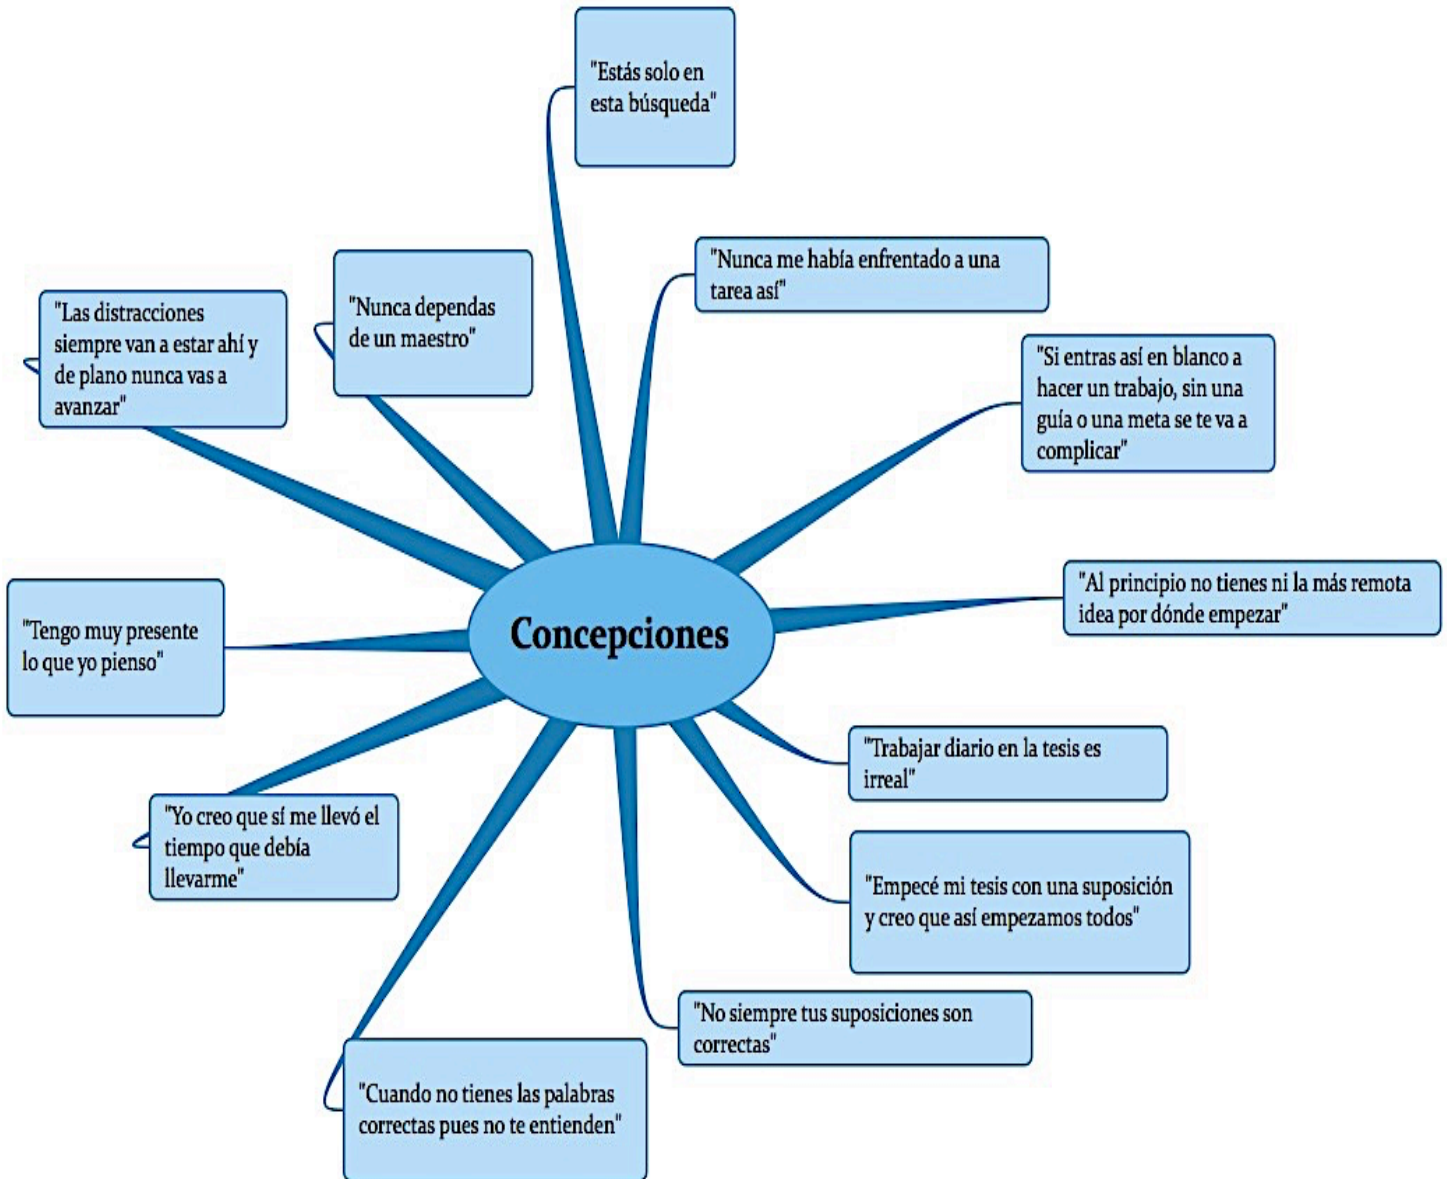 "Estás solo en
esta búsqueda"
"Nunca me había enfrentado a una
tarea así"
"Si entras así en blanco a
hacer un trabajo, sin una
guía o una meta se te va a
complicar"
"Al principio no tienes ni la más remota
idea por dónde empezar"
"Trabajar diario en la tesis es
irreal"
"Empecé mi tesis con una suposición
y creo que así empezamos todos"
"No siempre tus suposiciones son
correctas"
"Cuando no tienes las palabras
correctas pues no te entienden"
"Yo creo que sí me llevó el
tiempo que debía
llevarme"
"Tengo muy presente
lo que yo pienso"
"Las distracciones
siempre van a estar ahí y
de plano nunca vas a
avanzar"
"Nunca dependas
de un maestro"
Concepciones